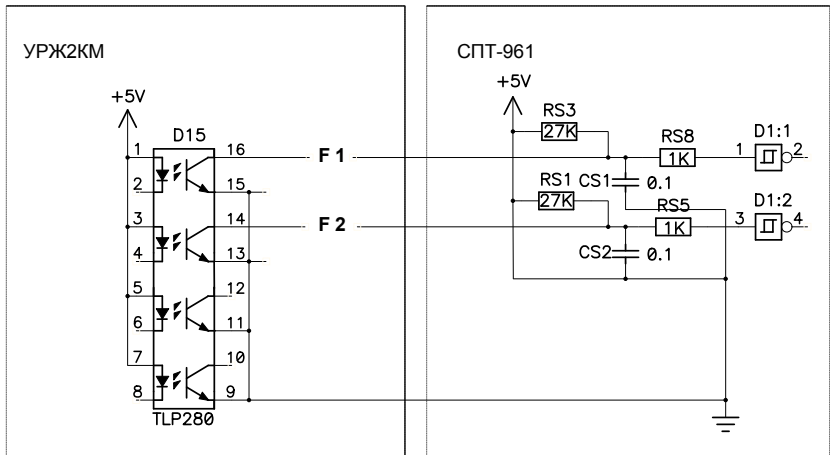 УРЖ2КМ
СПТ-961
+5V
+5V
D15
RS3
27K
RS8
1K
D1:1
1
16
F 1
1
2
2
15
RS1
27K
CS1
0.1
RS5
1K
D1:2
3
14
F 2
3
4
4
13
CS2
0.1
5
12
6
11
7
10
8
9
TLP280